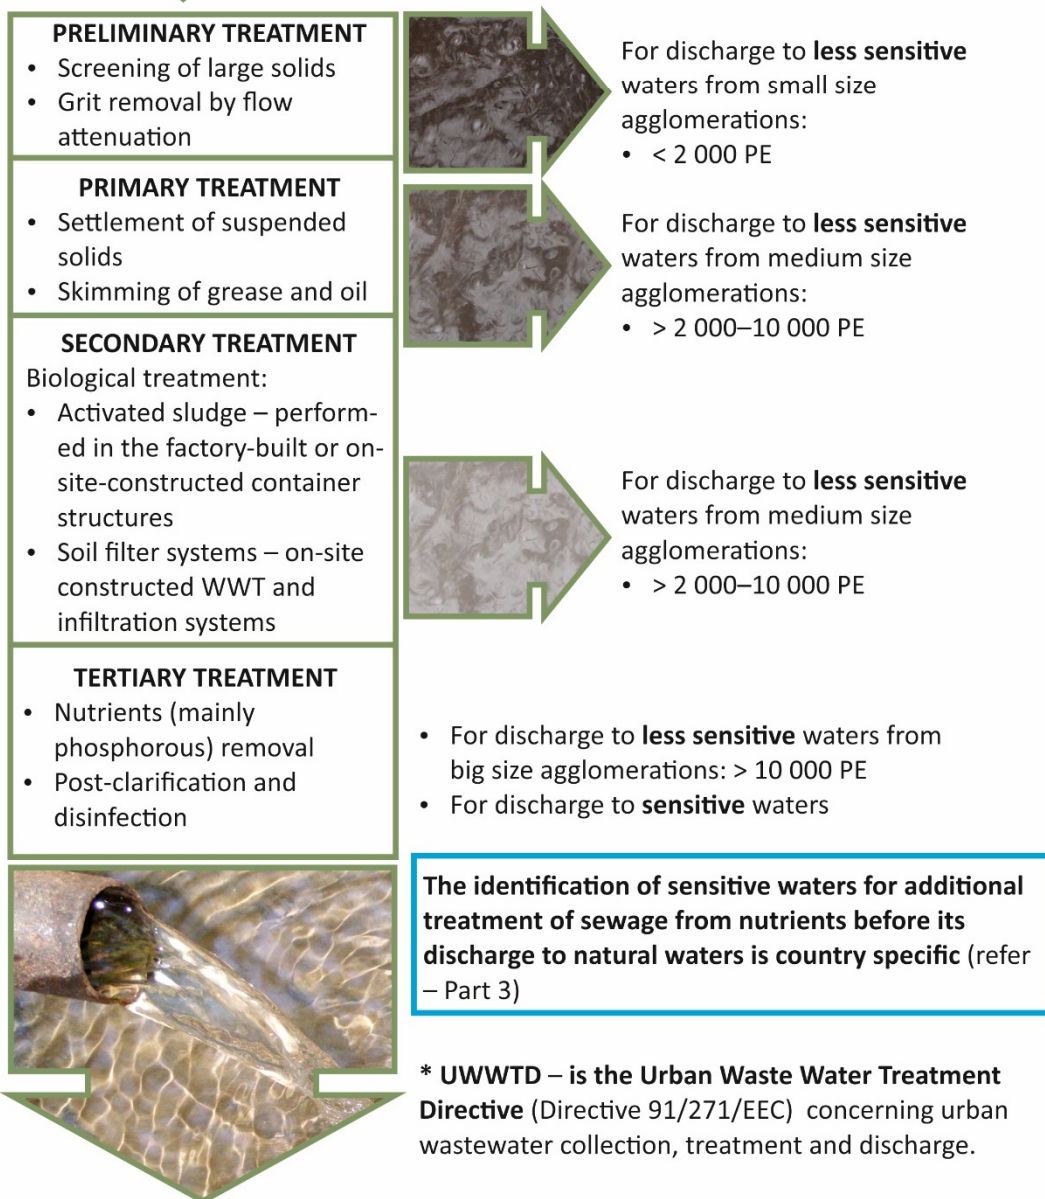 PRELIMINARY TREATMENT
• Screening of large solids
• Grit removal by flow
attenuation
For discharge to less sensitive
waters from small size
agglomerations:
• < 2 000 PE
PRIMARY TREATMENT
• Settlement of suspended
solids
• Skimming of grease and oil
For discharge to less sensitive
waters from medium size
agglomerations:
• > 2 000–10 000 PE
SECONDARY TREATMENT
Biological treatment:
• Activated sludge – perform-
ed in the factory-built or on-
site-constructed container
structures
• Soil filter systems – on-site
constructed WWT and
infiltration systems
For discharge to less sensitive
waters from medium size
agglomerations:
• > 2 000–10 000 PE
TERTIARY TREATMENT
• Nutrients (mainly
phosphorous) removal
• Post-clarification and
disinfection
• For discharge to less sensitive waters from
big size agglomerations: > 10 000 PE
• For discharge to sensitive waters
The identification of sensitive waters for additional
treatment of sewage from nutrients before its
discharge to natural waters is country specific (refer
– Part 3)
* UWWTD – is the Urban Waste Water Treatment
Directive (Directive 91/271/EEC) concerning urban
wastewater collection, treatment and discharge.